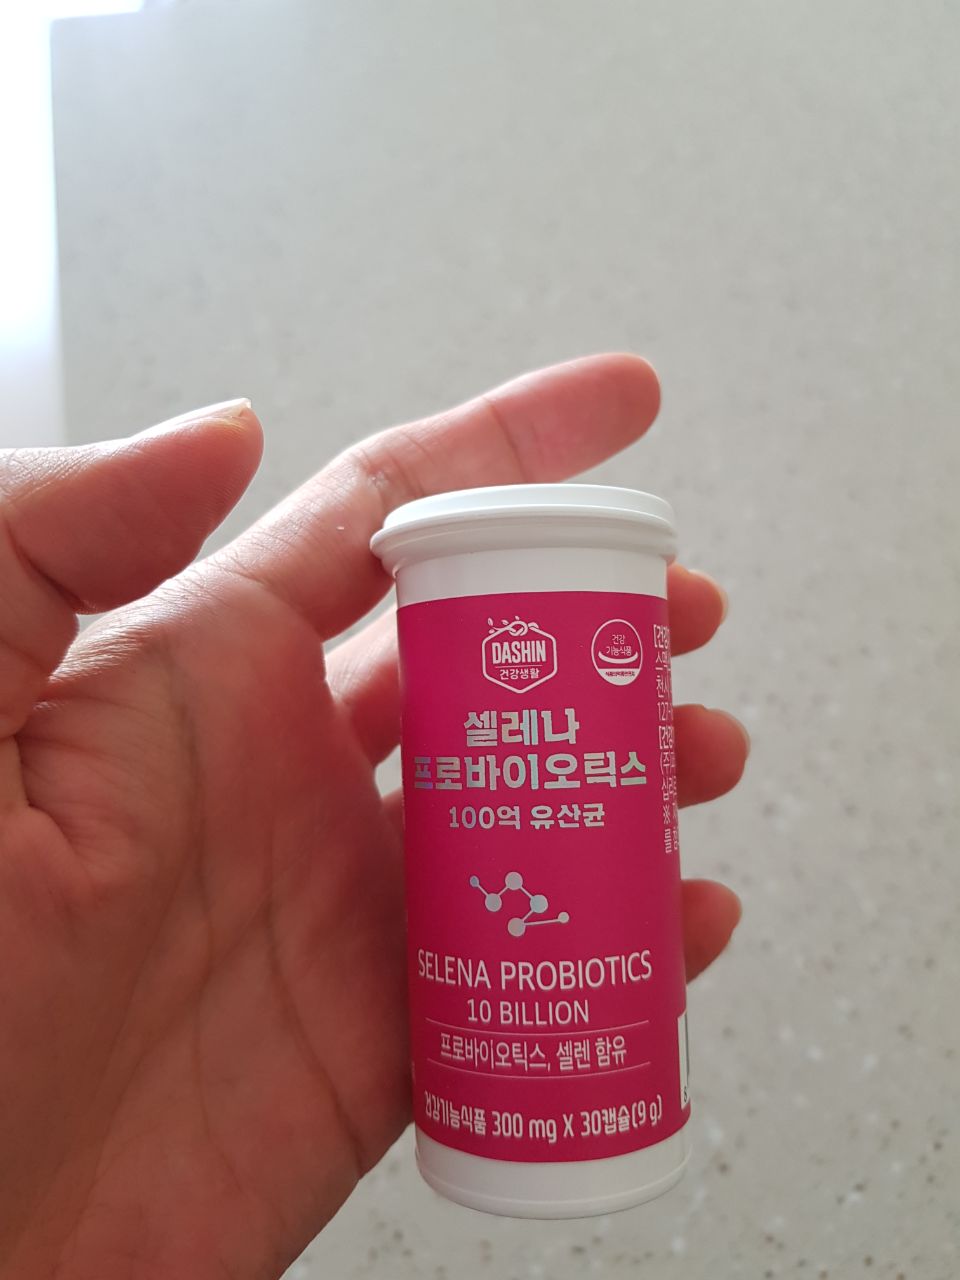 DASHIN
건강생활
건강
기능식품
셀레나
프로바이오틱스
100억 유산균
SELENA PROBIOTICS
10 BILLION
프로바이오틱스, 셀렌 함유
건강기능식품 300 mg X 30캡슐(9 g)